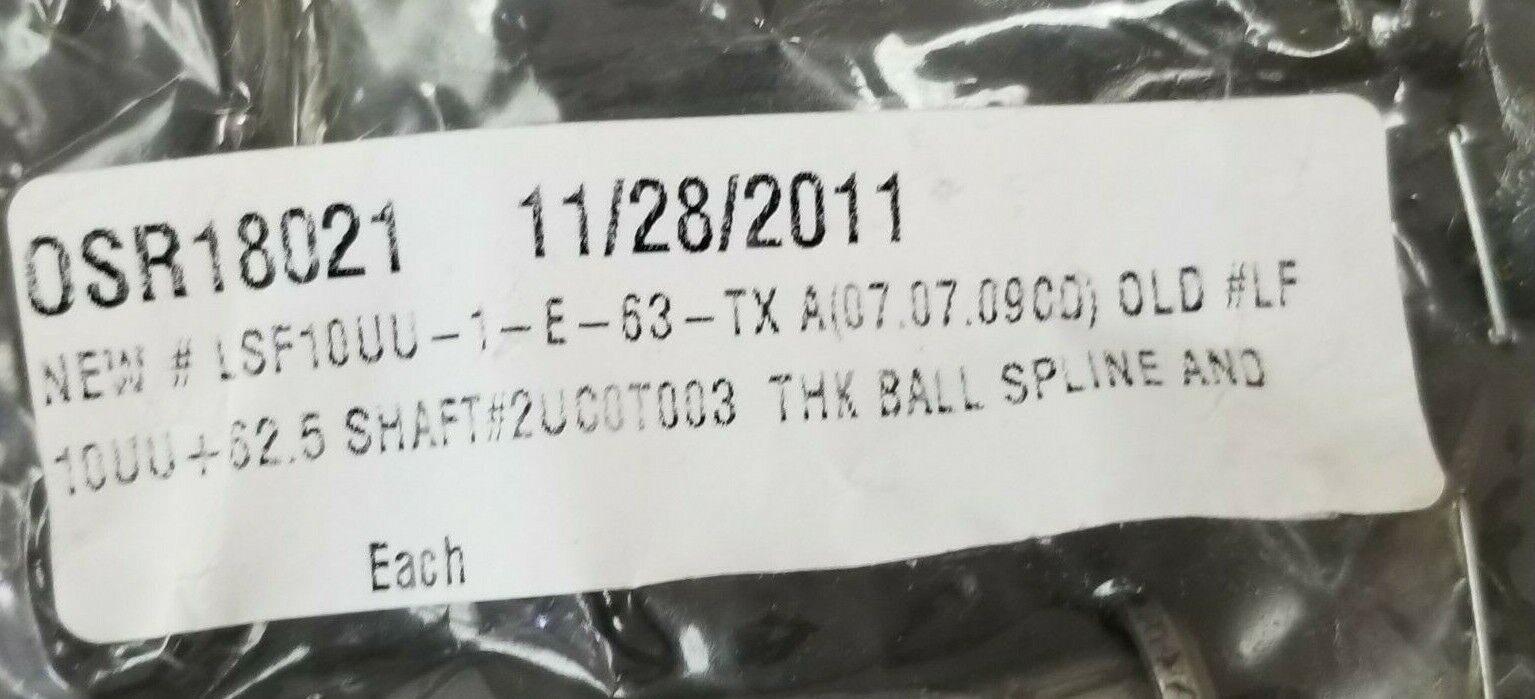 OSR18021 11/28/2011
NEW # LSF10UU-1-E-63-TX A(07.07.09CD) OLD #LF
10UU+62.5 SHAFT#2UC0T003 THK BALL SPLINE AND
Each